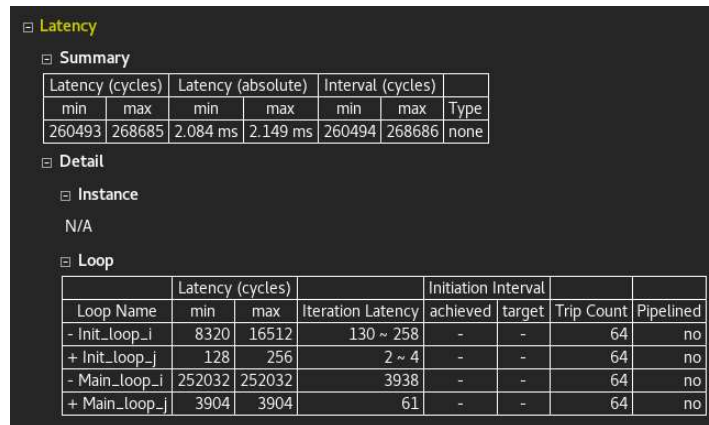 Latency
Summary
Latency (cycles) Latency (absolute) Interval (cycles)
min max min max min max Type
260493 268685 2.084 ms 2.149 ms 260494 268686 none
Detail
Instance
N/A
Loop
Latency (cycles) Initiation Interval
Loop Name min max Iteration Latency achieved target Trip Count Pipelined
- Init_loop_i 8320 16512 130 ~ 258 - - 64 no
+ Init_loop_j 128 256 2 ~ 4 - - 64 no
- Main_loop_i 252032 252032 3938 - - 64 no
+ Main_loop_j 3904 3904 61 - - 64 no